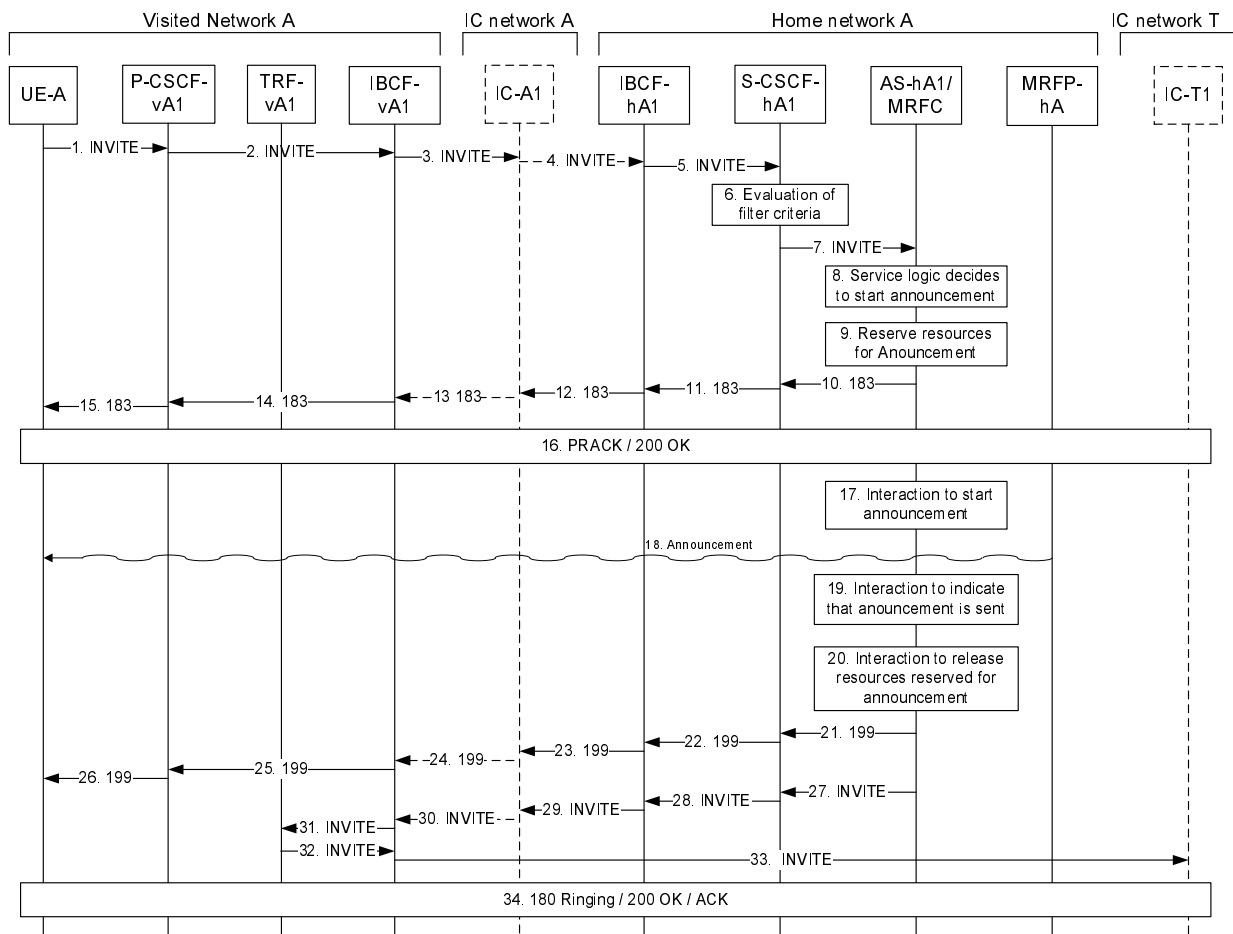 Visited Network A
IC network A
Home network A
IC network T
UE-A
P-CSCF-
vA1
TRF-
vA1
IBCF-
vA1
IC-A1
IBCF-
hA1
S-CSCF-
hA1
AS-hA1/
MRFC
MRFP-
hA
IC-T1
1. INVITE
2. INVITE
3. INVITE
4. INVITE
5. INVITE
6. Evaluation of
filter criteria
7. INVITE
8. Service logic decides
to start announcement
9. Reserve resources
for Anouncement
10. 183
11. 183
12. 183
13 183
14. 183
15. 183
16. PRACK / 200 OK
17. Interaction to start
announcement
18. Announcement
19. Interaction to indicate
that anouncement is sent
20. Interaction to release
resources reserved for
announcement
21. 199
22. 199
23. 199
24. 199
25. 199
26. 199
27. INVITE
28. INVITE
29. INVITE
30. INVITE
31. INVITE
32. INVITE
33. INVITE
34. 180 Ringing / 200 OK / ACK